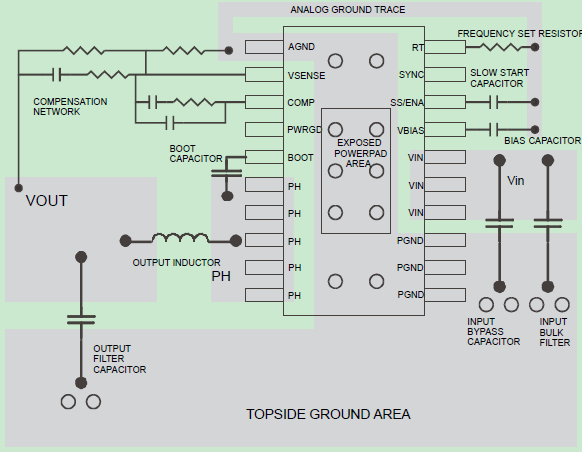 ANALOG GROUND TRACE
FREQUENCY SET RESISTOR
AGND
RT
VSENSE
SYNC
SLOW START
CAPACITOR
COMPENSATION
NETWORK
COMP
SS/ENA
PWRGD
VBIAS
BIAS CAPACITOR
BOOT
CAPACITOR
EXPOSED
POWERPAD
AREA
BOOT
VIN
PH
VIN
Vin
VOUT
PH
VIN
PH
PGND
OUTPUT INDUCTOR
PH
PH
PGND
PH
PGND
OUTPUT
FILTER
CAPACITOR
INPUT
BYPASS
CAPACITOR
INPUT
BULK
FILTER
TOPSIDE GROUND AREA